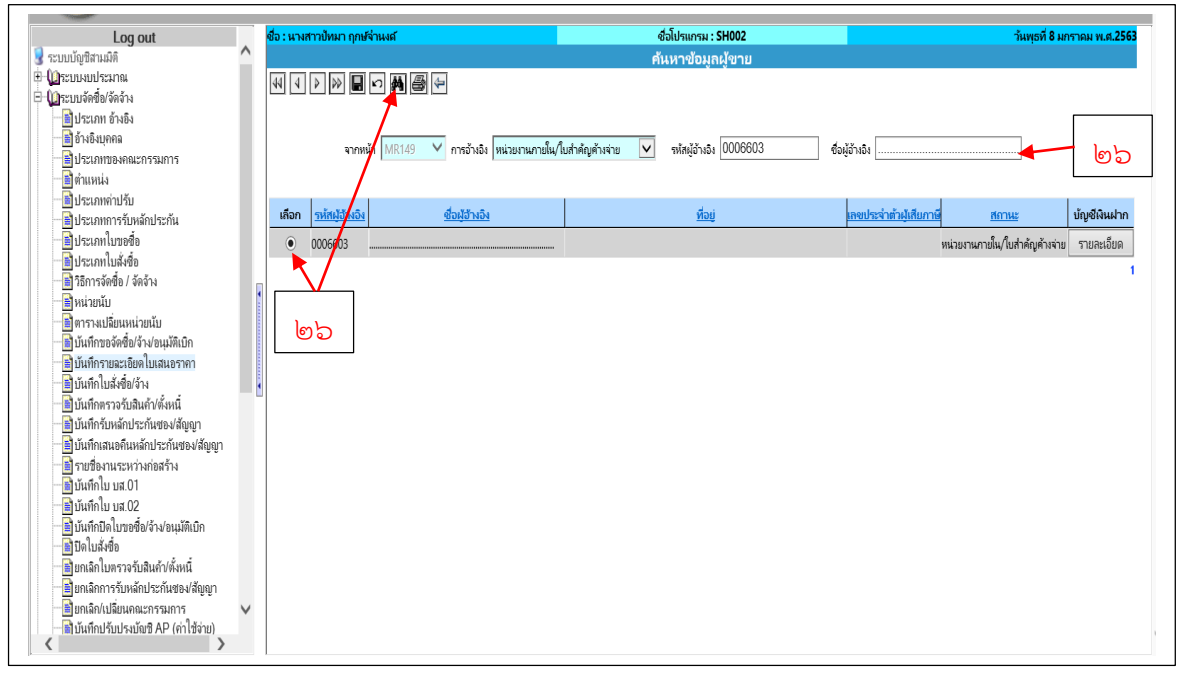 Log out
ระบบบัญชีสามมิติ
ระบบงบประมาณ
ระบบจัดซื้อ/จัดจ้าง
ประเภท อ้างอิง
อ้างอิงบุคคล
ประเภทของคณะกรรมการ
ตำแหน่ง
ประเภทค่าปรับ
ประเภทการรับหลักประกัน
ประเภทใบขอซื้อ
ประเภทใบสั่งซื้อ
วิธีการจัดซื้อ / จัดจ้าง
หน่วยนับ
ตารางเปลี่ยนหน่วยนับ
บันทึกขอจัดซื้อ/จ้าง/อนุมัติเบิก
บันทึกรายละเอียดใบเสนอราคา
บันทึกใบสั่งซื้อ/จ้าง
บันทึกตรวจรับสินค้า/ตั้งหนี้
บันทึกรับหลักประกันซอง/สัญญา
บันทึกเสนอคืนหลักประกันซอง/สัญญา
รายชื่องานระหว่างก่อสร้าง
บันทึกใบ บส.01
บันทึกใบ บส.02
บันทึกปิดใบขอซื้อ/จ้าง/อนุมัติเบิก
ปิดใบสั่งซื้อ
ยกเลิกใบตรวจรับสินค้า/ตั้งหนี้
ยกเลิกการรับหลักประกันซอง/สัญญา
ยกเลิก/เปลี่ยนคณะกรรมการ
บันทึกปรับปรุงบัญชี AP (ค่าใช้จ่าย)
ชื่อ : นางสาวปัทมา ฤกษ์จำนงค์ ชื่อโปรแกรม : SH002 วันพุธที่ 8 มกราคม พ.ศ.2563
ค้นหาข้อมูลผู้ขาย
จากหน้า MR149 การอ้างอิง หน่วยงานภายใน/ใบสำคัญค้างจ่าย รหัสผู้อ้างอิง 0006603 ชื่อผู้อ้างอิง ....................................................
๒๖
เลือก รหัสผู้อ้างอิง ชื่อผู้อ้างอิง ที่อยู่ เลขประจำตัวผู้เสียภาษี สถานะ บัญชีเงินฝาก
0006603 .................................................................... หน่วยงานภายใน/ใบสำคัญค้างจ่าย รายละเอียด
1
๒๖